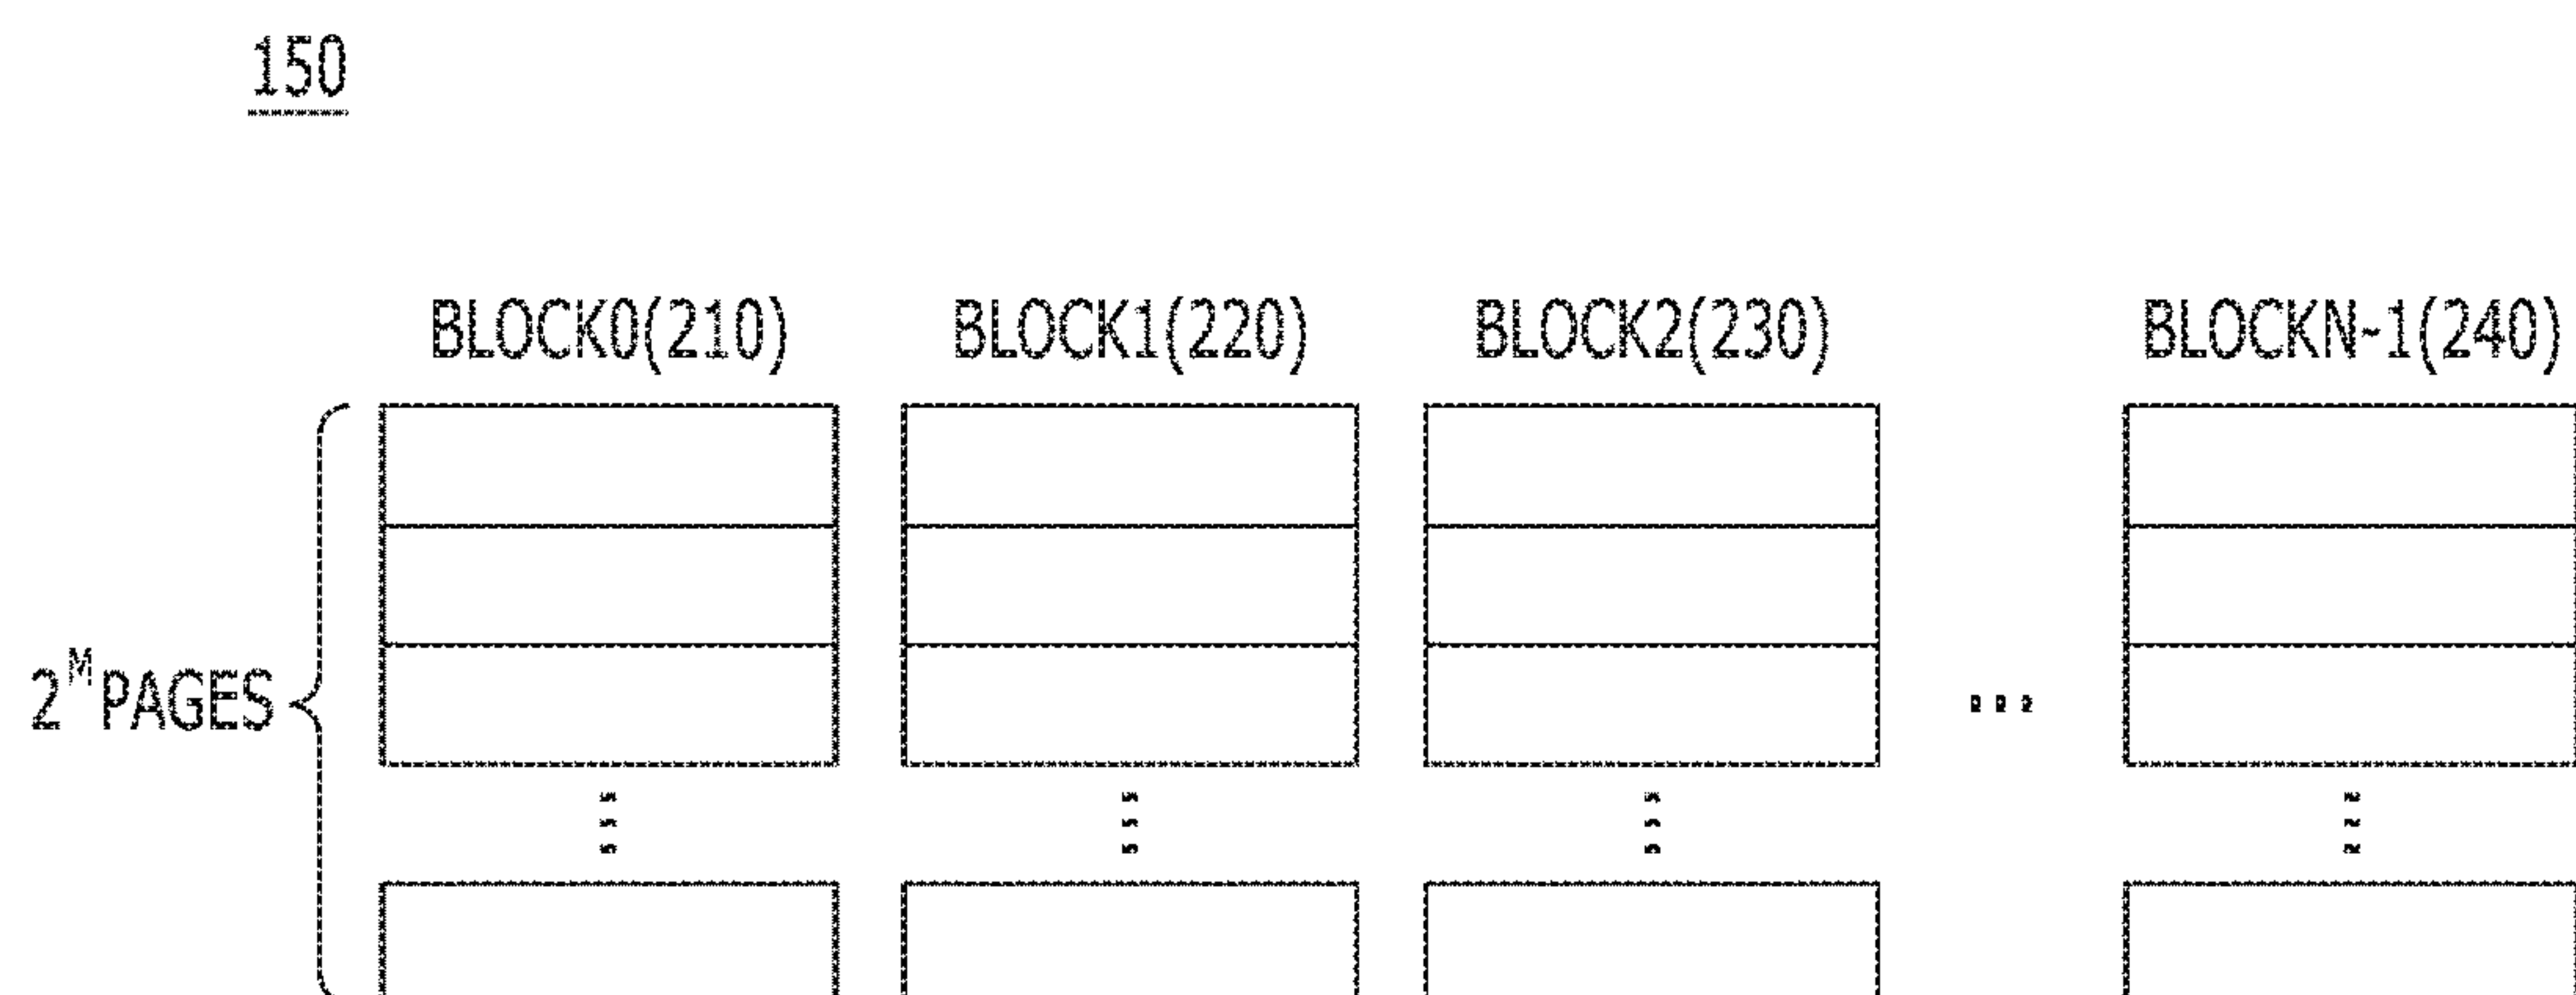 150
BLOCK0(210) BLOCK1(220) BLOCK2(230) BLOCKN-1(240)
2^M PAGES
...